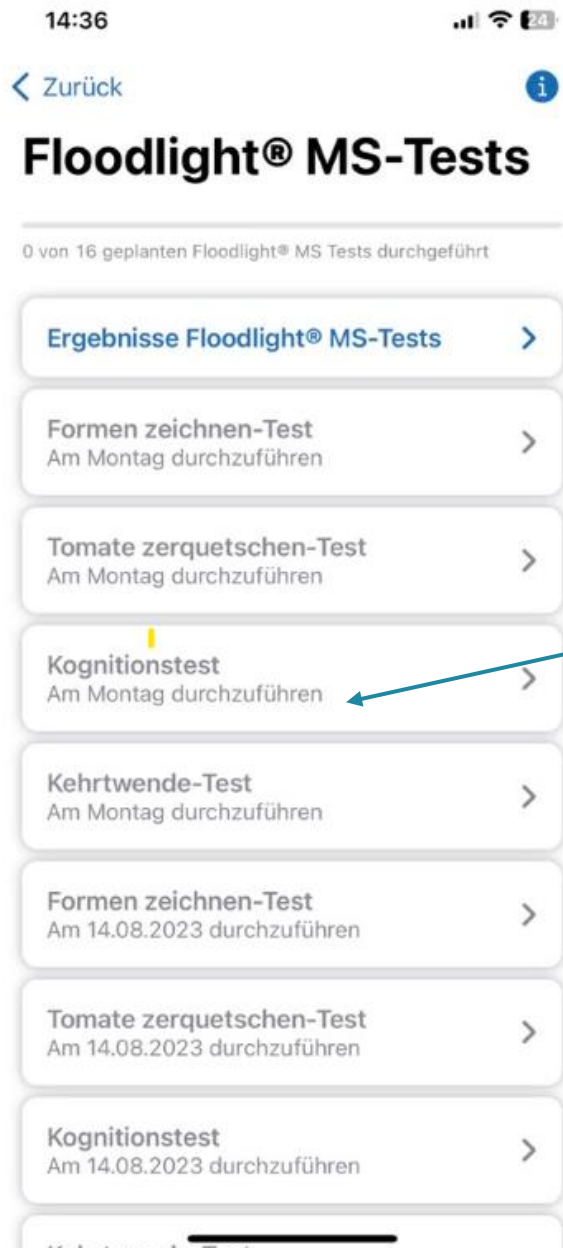 14:36
24
Zurück
Floodlight® MS-Tests
0 von 16 geplanten Floodlight® MS Tests durchgeführt
Ergebnisse Floodlight® MS-Tests
Formen zeichnen-Test
Am Montag durchzuführen
Tomate zerquetschen-Test
Am Montag durchzuführen
Kognitionstest
Am Montag durchzuführen
Kehrtwende-Test
Am Montag durchzuführen
Formen zeichnen-Test
Am 14.08.2023 durchzuführen
Tomate zerquetschen-Test
Am 14.08.2023 durchzuführen
Kognitionstest
Am 14.08.2023 durchzuführen